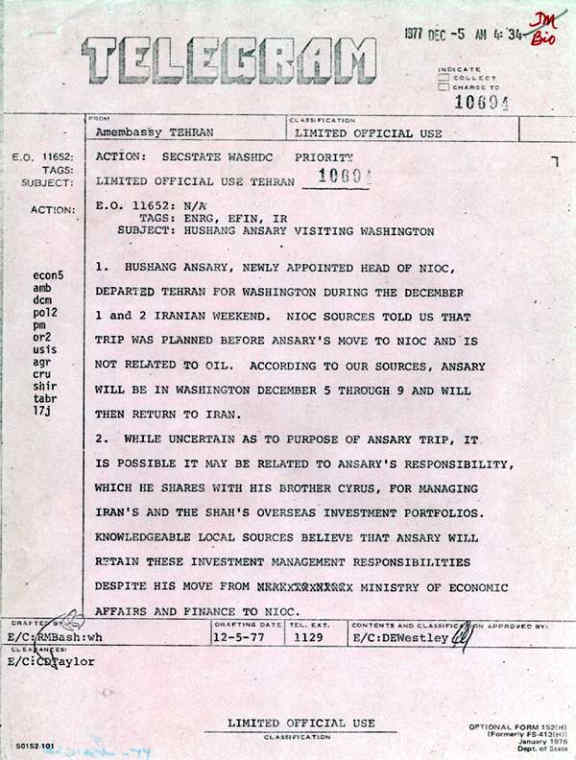 1977 DEC -5 AM 4:34
JM
Bio
TELEGRAM
INDICATE
COLLECT
CHARGE TO
10694
FROM
CLASSIFICATION
Amembassy TEHRAN
LIMITED OFFICIAL USE
E.O. 11652:
TAGS:
SUBJECT:
ACTION:
ACTION: SECSTATE WASHDC PRIORITY
LIMITED OFFICIAL USE TEHRAN 10694
E.O. 11652: N/A
TAGS: ENRG, EFIN, IR
SUBJECT: HUSHANG ANSARY VISITING WASHINGTON
econ5
amb
dcm
pol2
pm
or2
usis
agr
cru
shir
tabr
17j
1. HUSHANG ANSARY, NEWLY APPOINTED HEAD OF NIOC,
DEPARTED TEHRAN FOR WASHINGTON DURING THE DECEMBER
1 and 2 IRANIAN WEEKEND. NIOC SOURCES TOLD US THAT
TRIP WAS PLANNED BEFORE ANSARY'S MOVE TO NIOC AND IS
NOT RELATED TO OIL. ACCORDING TO OUR SOURCES, ANSARY
WILL BE IN WASHINGTON DECEMBER 5 THROUGH 9 AND WILL
THEN RETURN TO IRAN.
2. WHILE UNCERTAIN AS TO PURPOSE OF ANSARY TRIP, IT
IS POSSIBLE IT MAY BE RELATED TO ANSARY'S RESPONSIBILITY,
WHICH HE SHARES WITH HIS BROTHER CYRUS, FOR MANAGING
IRAN'S AND THE SHAH'S OVERSEAS INVESTMENT PORTFOLIOS.
KNOWLEDGEABLE LOCAL SOURCES BELIEVE THAT ANSARY WILL
RETAIN THESE INVESTMENT MANAGEMENT RESPONSIBILITIES
DESPITE HIS MOVE FROM MINISTRY OF ECONOMIC
AFFAIRS AND FINANCE TO NIOC.
DRAFTED BY
DRAFTING DATE
TEL. EXT.
CONTENTS AND CLASSIFICATION APPROVED BY:
E/C:RMBash:wh
12-5-77
1129
E/C:DEWestley
CLEARANCES:
E/C:CDTaylor
LIMITED OFFICIAL USE
CLASSIFICATION
50152-101
OPTIONAL FORM 152(H)
(Formerly FS-413(H))
January 1975
Dept. of State